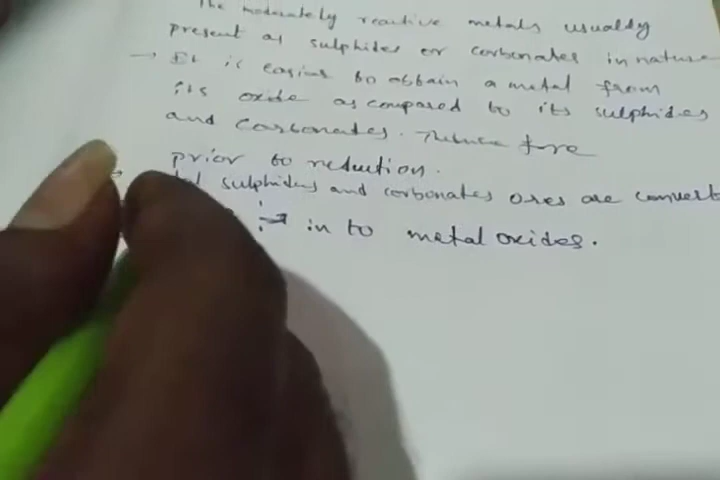 The moderately reactive metals usually
present as sulphides or carbonates in nature
→ It is easier to obtain a metal from
its oxide as compared to its sulphides
and carbonates. fore
prior to reduction.
sulphides and carbonates ores are convert
in to metal oxides.